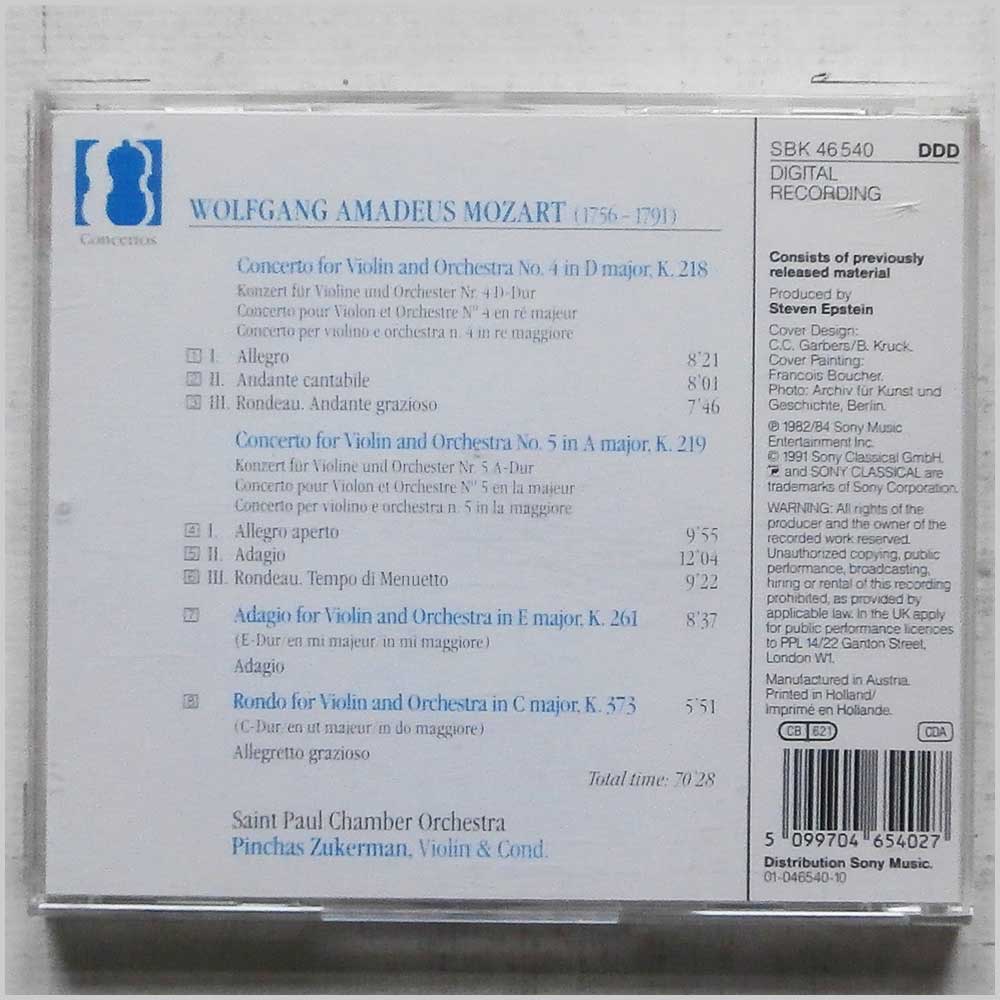 Concertos
WOLFGANG AMADEUS MOZART (1756 – 1791)
Concerto for Violin and Orchestra No. 4 in D major, K. 218
Konzert für Violine und Orchester Nr. 4 D-Dur
Concerto pour Violon et Orchestre N° 4 en ré majeur
Concerto per violino e orchestra n. 4 in re maggiore
1 I. Allegro 8'21
2 II. Andante cantabile 8'01
3 III. Rondeau. Andante grazioso 7'46
Concerto for Violin and Orchestra No. 5 in A major, K. 219
Konzert für Violine und Orchester Nr. 5 A-Dur
Concerto pour Violon et Orchestre N° 5 en la majeur
Concerto per violino e orchestra n. 5 in la maggiore
4 I. Allegro aperto 9'55
5 II. Adagio 12'04
6 III. Rondeau. Tempo di Menuetto 9'22
7 Adagio for Violin and Orchestra in E major, K. 261 8'37
(E-Dur/en mi majeur/in mi maggiore)
Adagio
8 Rondo for Violin and Orchestra in C major, K. 373 5'51
(C-Dur/en ut majeur/in do maggiore)
Allegretto grazioso
Total time: 70'28
Saint Paul Chamber Orchestra
Pinchas Zukerman, Violin & Cond.
SBK 46 540 DDD
DIGITAL
RECORDING
Consists of previously
released material
Produced by
Steven Epstein
Cover Design:
C.C. Garbers/B. Kruck.
Cover Painting:
Francois Boucher.
Photo: Archiv für Kunst und
Geschichte, Berlin.
℗ 1982/84 Sony Music
Entertainment Inc.
© 1991 Sony Classical GmbH.
and SONY CLASSICAL are
trademarks of Sony Corporation.
WARNING: All rights of the
producer and the owner of the
recorded work reserved.
Unauthorized copying, public
performance, broadcasting,
hiring or rental of this recording
prohibited, as provided by
applicable law. In the UK apply
for public performance licences
to PPL 14/22 Ganton Street,
London W1.
Manufactured in Austria.
Printed in Holland/
Imprimé en Hollande.
CB 621 CDA
5 099704 654027
Distribution Sony Music.
01-046540-10